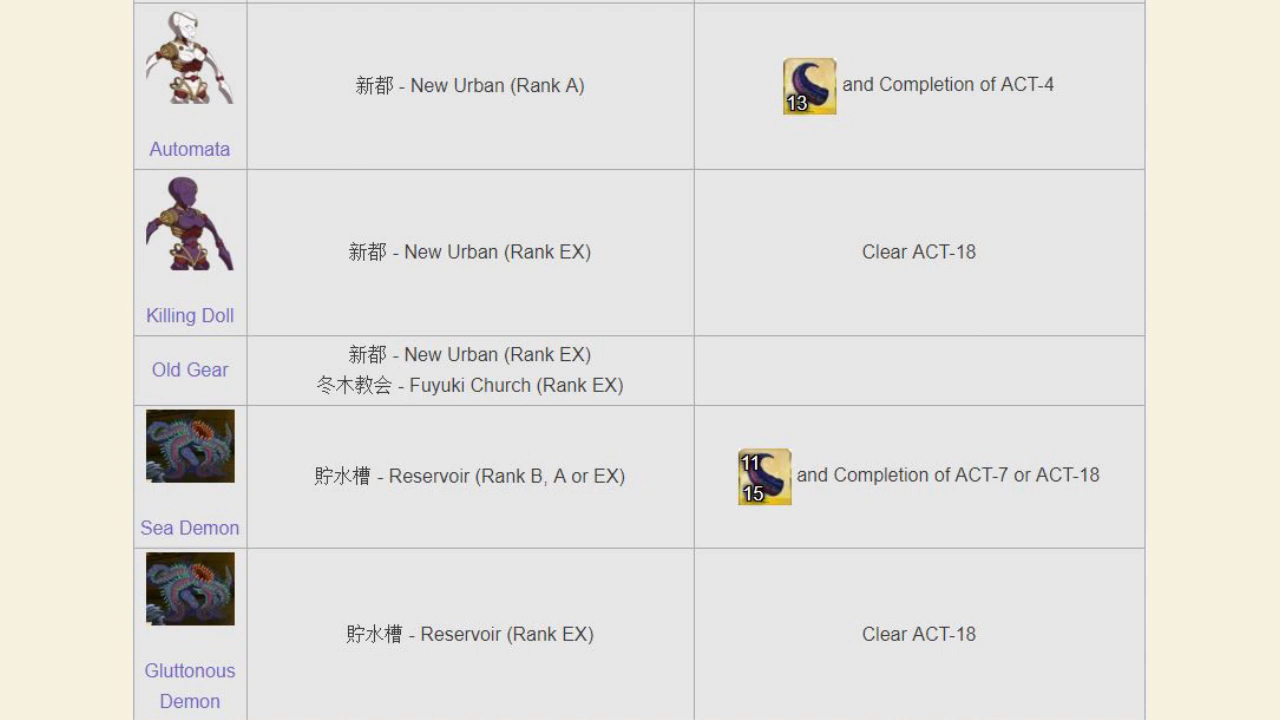 新都 - New Urban (Rank A)
13 and Completion of ACT-4
Automata
新都 - New Urban (Rank EX)
Clear ACT-18
Killing Doll
Old Gear
新都 - New Urban (Rank EX)
冬木教会 - Fuyuki Church (Rank EX)
貯水槽 - Reservoir (Rank B, A or EX)
11
15
and Completion of ACT-7 or ACT-18
Sea Demon
貯水槽 - Reservoir (Rank EX)
Clear ACT-18
Gluttonous
Demon